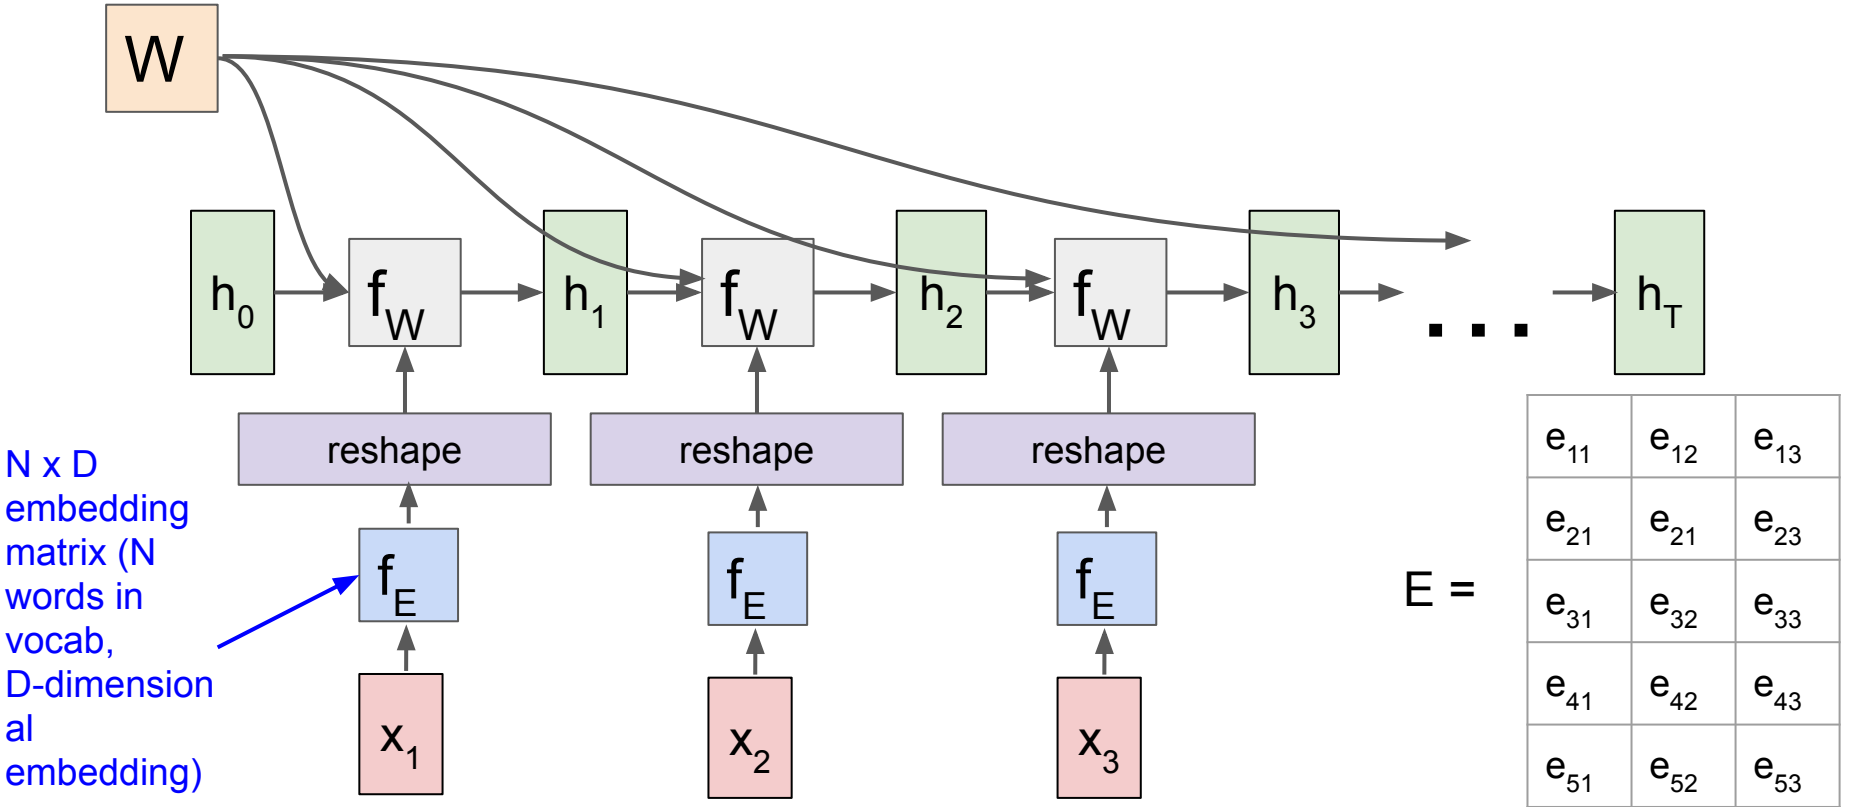 W
h0 fW h1 fW h2 fW h3 ... hT
reshape reshape reshape
N x D
embedding
matrix (N
words in
vocab,
D-dimension
al
embedding)
fE fE fE
x1 x2 x3
E =
e11 e12 e13
e21 e21 e23
e31 e32 e33
e41 e42 e43
e51 e52 e53